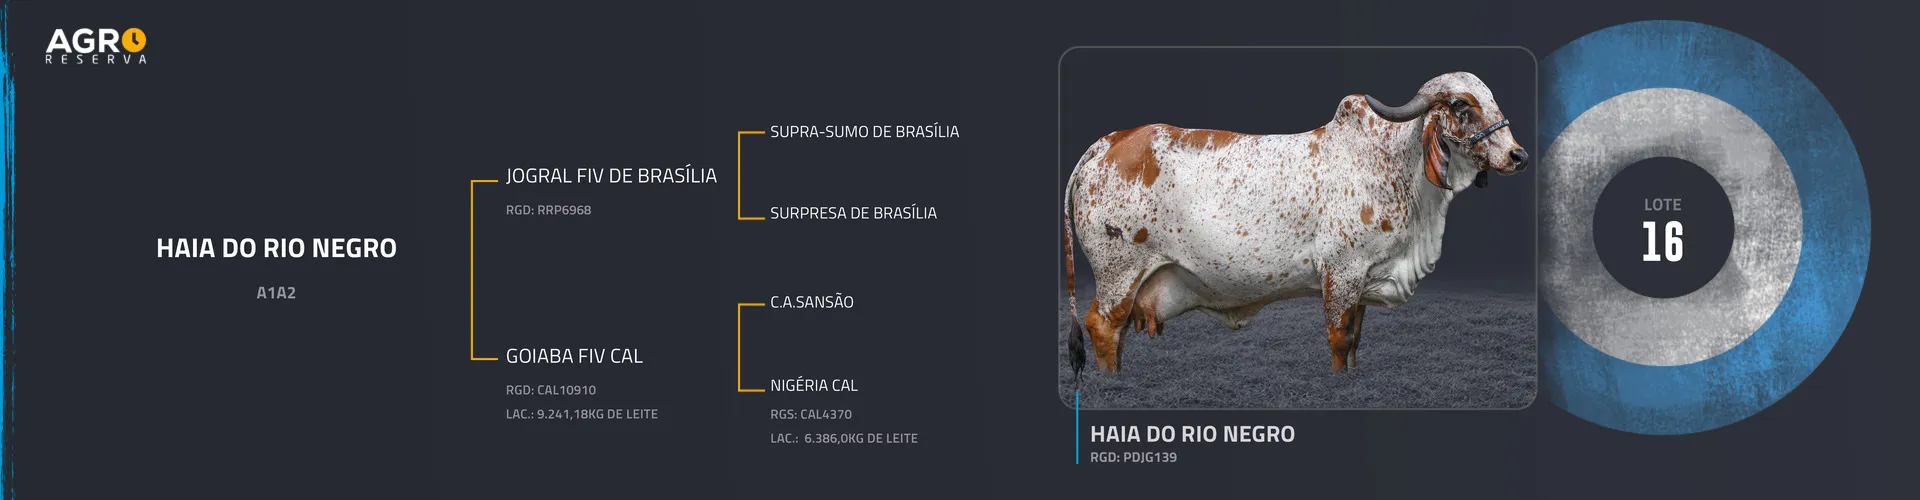 AGRO
RESERVA
HAIA DO RIO NEGRO
A1A2
JOGRAL FIV DE BRASÍLIA
RGD: RRP6968
GOIABA FIV CAL
RGD: CAL10910
LAC.: 9.241,18KG DE LEITE
SUPRA-SUMO DE BRASÍLIA
SURPRESA DE BRASÍLIA
C.A.SANSÃO
NIGÉRIA CAL
RGS: CAL4370
LAC.: 6.386,0KG DE LEITE
HAIA DO RIO NEGRO
RGD: PDJG139
LOTE
16